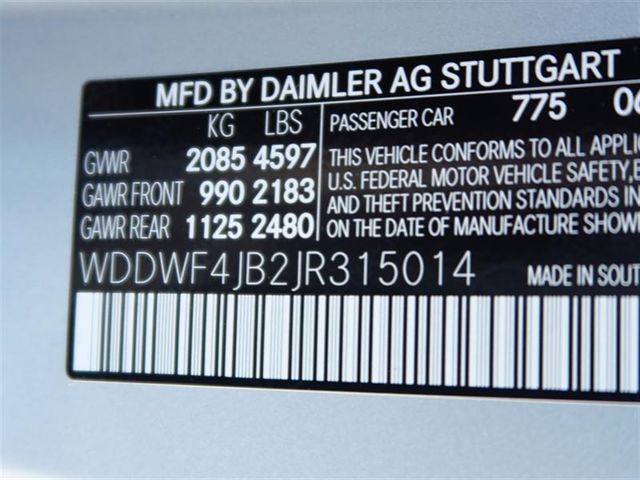 MFD BY DAIMLER AG STUTTGART
KG LBS PASSENGER CAR 775
GVWR 2085 4597 THIS VEHICLE CONFORMS TO ALL
GAWR FRONT 990 2183 U.S. FEDERAL MOTOR VEHICLE SAFETY,
GAWR REAR 1125 2480 AND THEFT PREVENTION STANDARDS IN
ON THE DATE OF MANUFACTURE
WDDWF4JB2JR315014 MADE IN